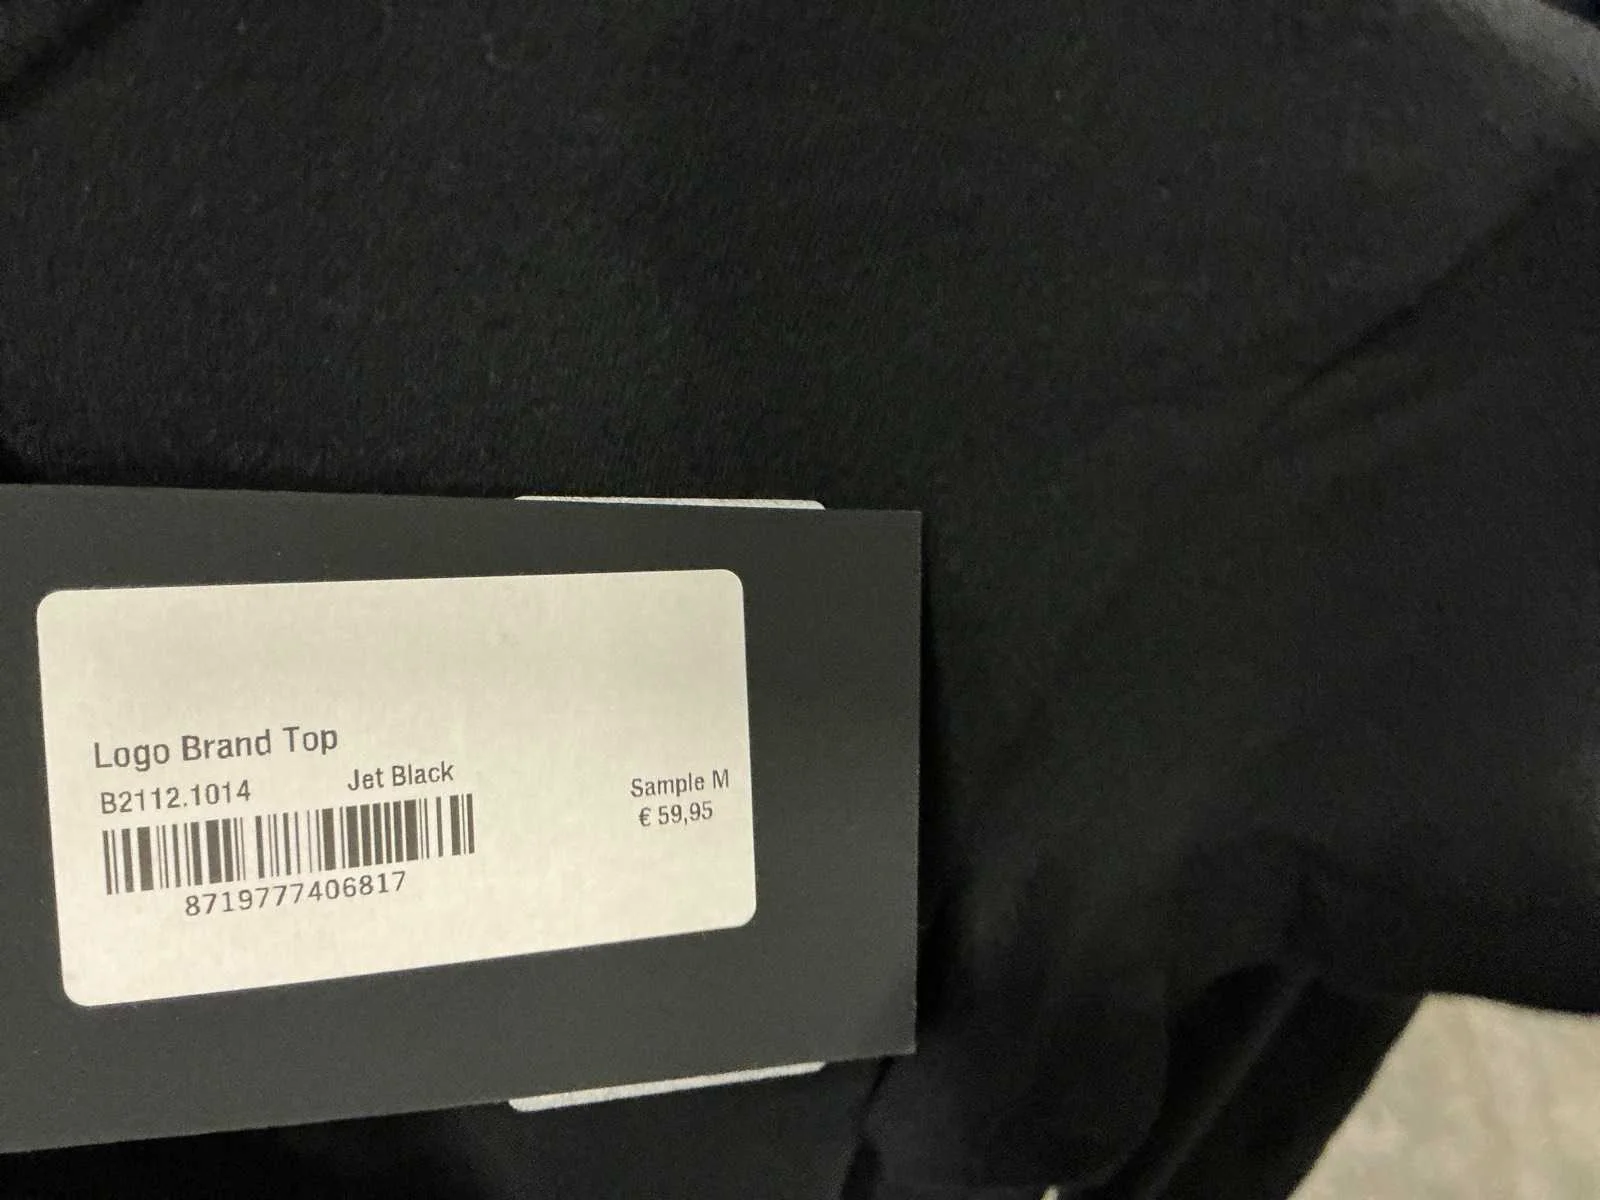 Logo Brand Top
B2112.1014 Jet Black
Sample M
€ 59,95
8719777406817